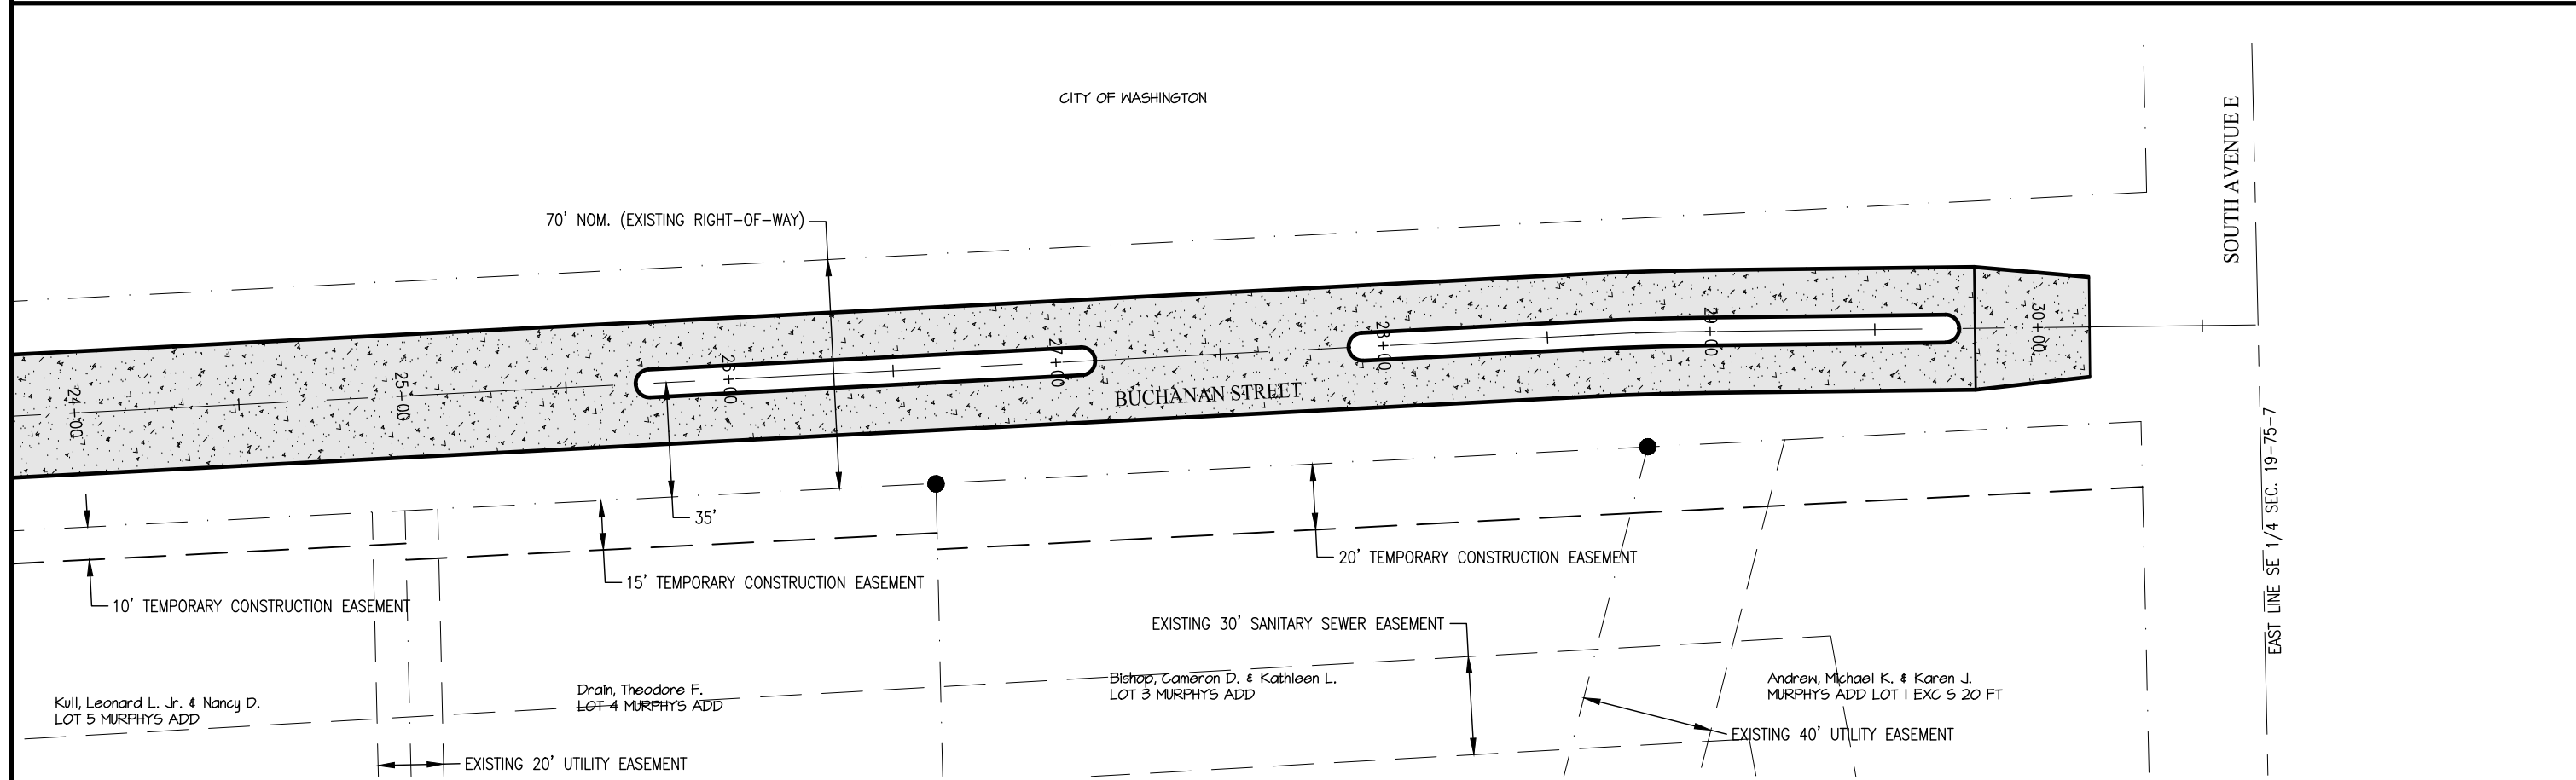 CITY OF WASHINGTON
SOUTH AVENUE E
70' NOM. (EXISTING RIGHT-OF-WAY)
24+00
25+00
26+00
27+00
28+00
29+00
30+00
BUCHANAN STREET
35'
10' TEMPORARY CONSTRUCTION EASEMENT
15' TEMPORARY CONSTRUCTION EASEMENT
20' TEMPORARY CONSTRUCTION EASEMENT
EAST LINE SE 1/4 SEC. 19-75-7
EXISTING 30' SANITARY SEWER EASEMENT
Kull, Leonard L. Jr. & Nancy D.
LOT 5 MURPHYS ADD
Drain, Theodore F.
LOT 4 MURPHYS ADD
Bishop, Cameron D. & Kathleen L.
LOT 3 MURPHYS ADD
Andrew, Michael K. & Karen J.
MURPHYS ADD LOT 1 EXC S 20 FT
EXISTING 20' UTILITY EASEMENT
EXISTING 40' UTILITY EASEMENT